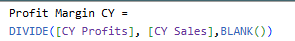 Profit Margin CY =
DIVIDE([CY Profits], [CY Sales],BLANK())